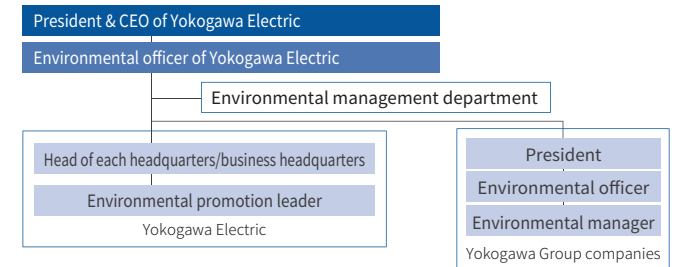 President & CEO of Yokogawa Electric
Environmental officer of Yokogawa Electric
Environmental management department
Head of each headquarters/business headquarters
Environmental promotion leader
Yokogawa Electric
President
Environmental officer
Environmental manager
Yokogawa Group companies